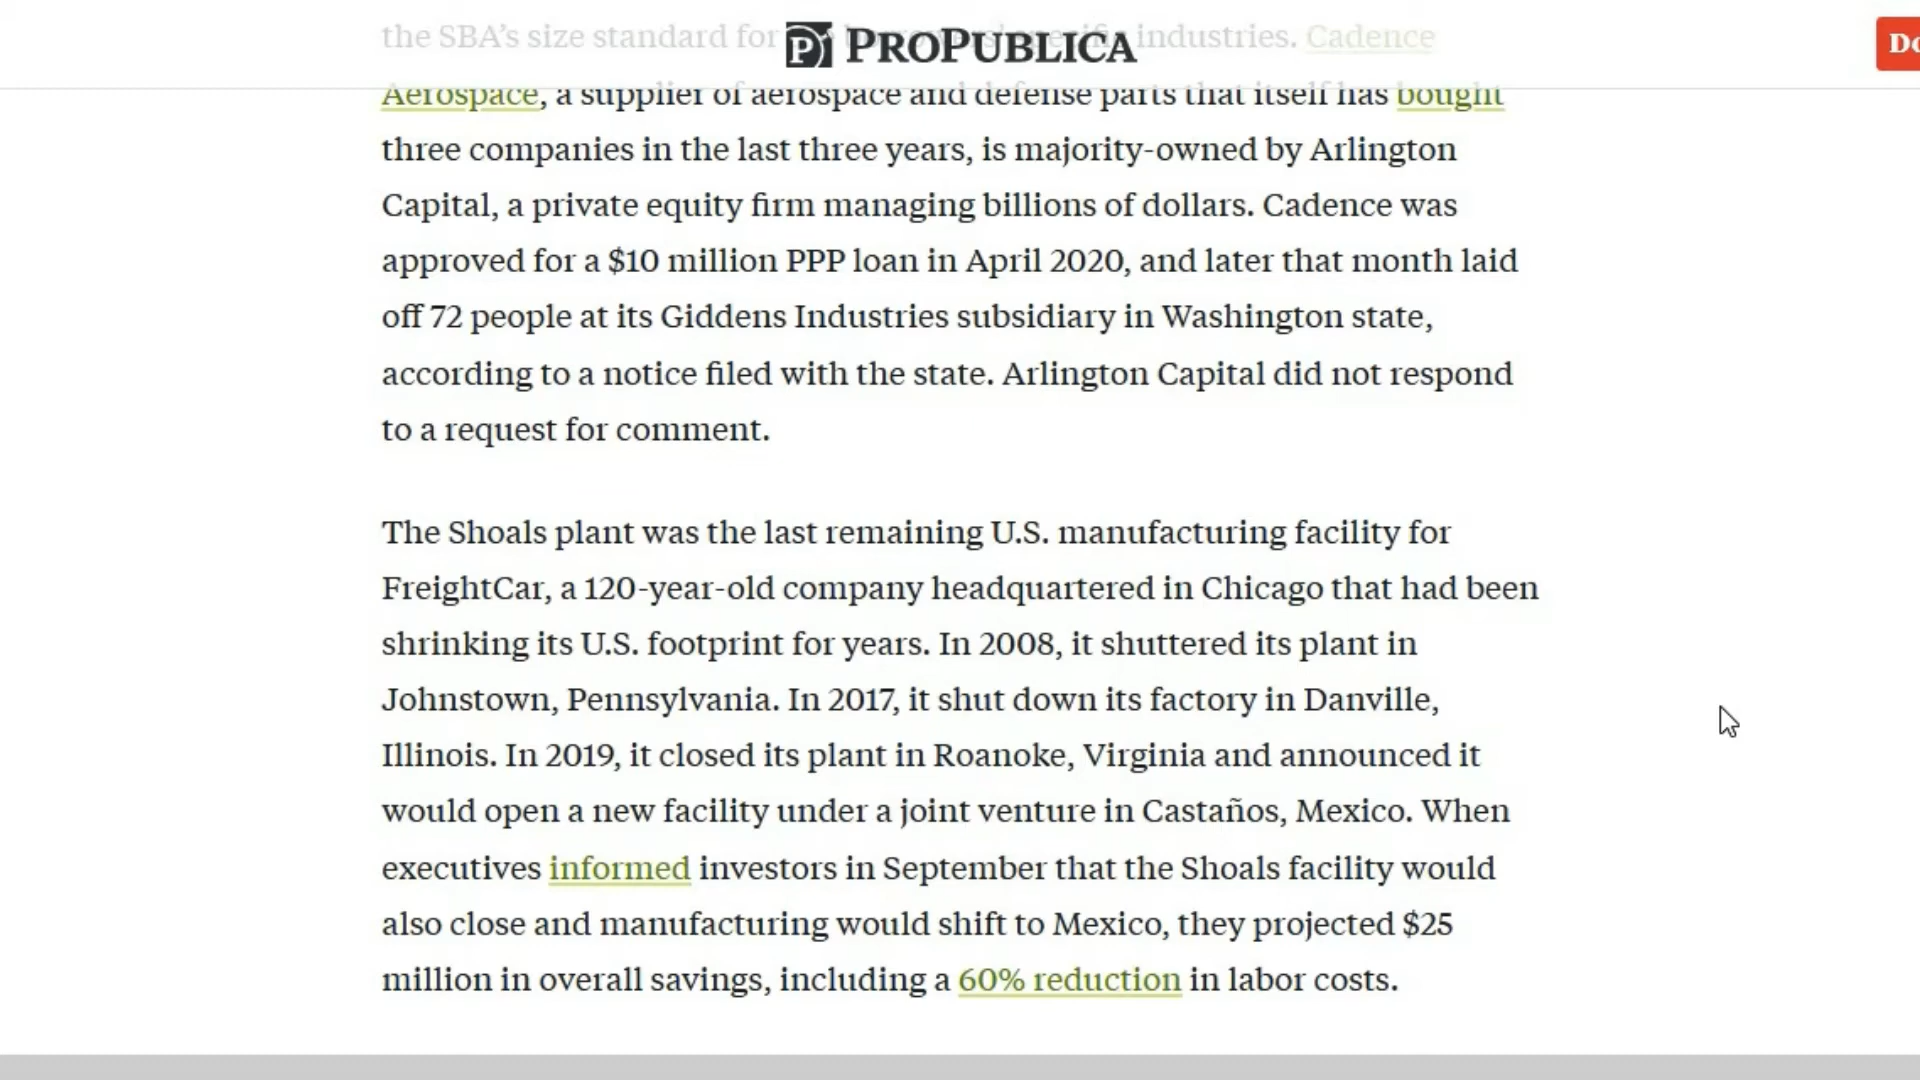 the SBA's size standard for borrowers' specific industries. Cadence
PROPUBLICA
Do
Aerospace, a supplier of aerospace and defense parts that itself has bought
three companies in the last three years, is majority-owned by Arlington
Capital, a private equity firm managing billions of dollars. Cadence was
approved for a $10 million PPP loan in April 2020, and later that month laid
off 72 people at its Giddens Industries subsidiary in Washington state,
according to a notice filed with the state. Arlington Capital did not respond
to a request for comment.
The Shoals plant was the last remaining U.S. manufacturing facility for
FreightCar, a 120-year-old company headquartered in Chicago that had been
shrinking its U.S. footprint for years. In 2008, it shuttered its plant in
Johnstown, Pennsylvania. In 2017, it shut down its factory in Danville,
Illinois. In 2019, it closed its plant in Roanoke, Virginia and announced it
would open a new facility under a joint venture in Castaños, Mexico. When
executives informed investors in September that the Shoals facility would
also close and manufacturing would shift to Mexico, they projected $25
million in overall savings, including a 60% reduction in labor costs.